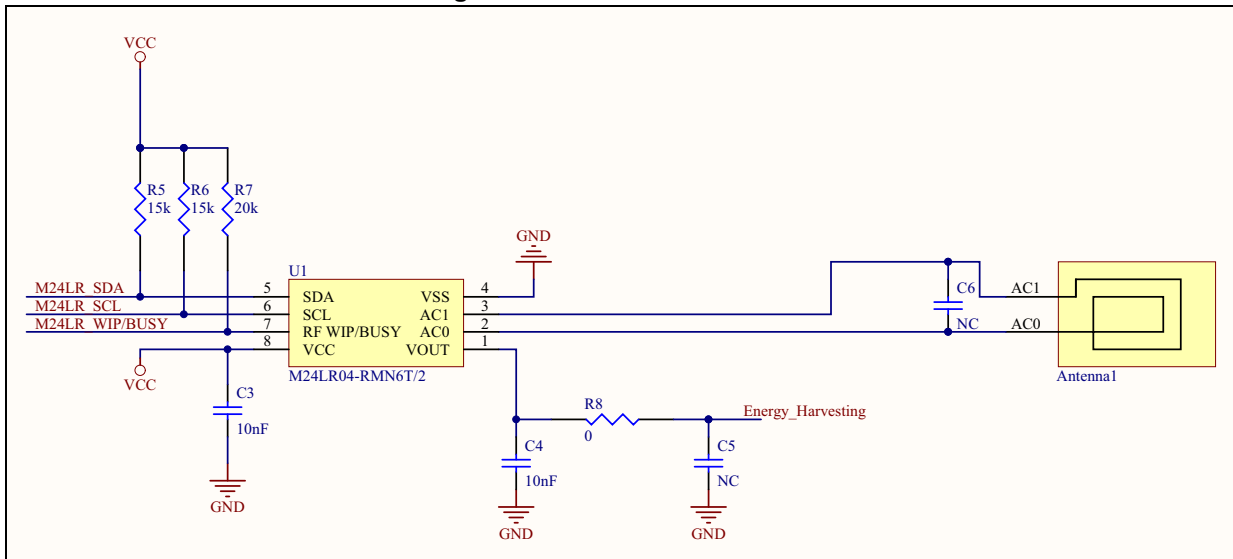 VCC
R5
15k
R6
15k
R7
20k
GND
U1
M24LR_SDA
M24LR_SCL
M24LR_WIP/BUSY
5 SDA VSS 4
6 SCL AC1 3
7 RF WIP/BUSY AC0 2
8 VCC VOUT 1
M24LR04-RMN6T/2
VCC
C3
10nF
GND
C6
NC
AC1
AC0
Antenna1
R8
0
Energy_Harvesting
C4
10nF
GND
C5
NC
GND